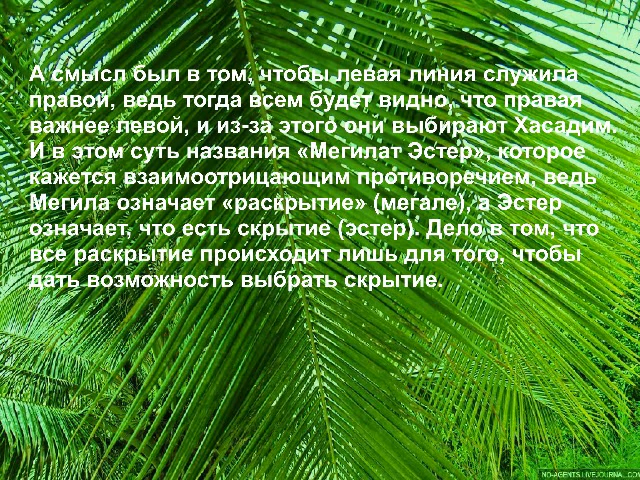 А смысл был в том, чтобы левая линия служила
правой, ведь тогда всем будет видно, что правая
важнее левой, и из-за этого они выбирают Хасадим.
И в этом суть названия «Мегилат Эстер», которое
кажется взаимоотрицающим противоречием, ведь
Мегила означает «раскрытие» (мегале), а Эстер
означает, что есть скрытие (эстер). Дело в том, что
все раскрытие происходит лишь для того, чтобы
дать возможность выбрать скрытие.
NO-AGENTS.LIVEJOURNAL.COM